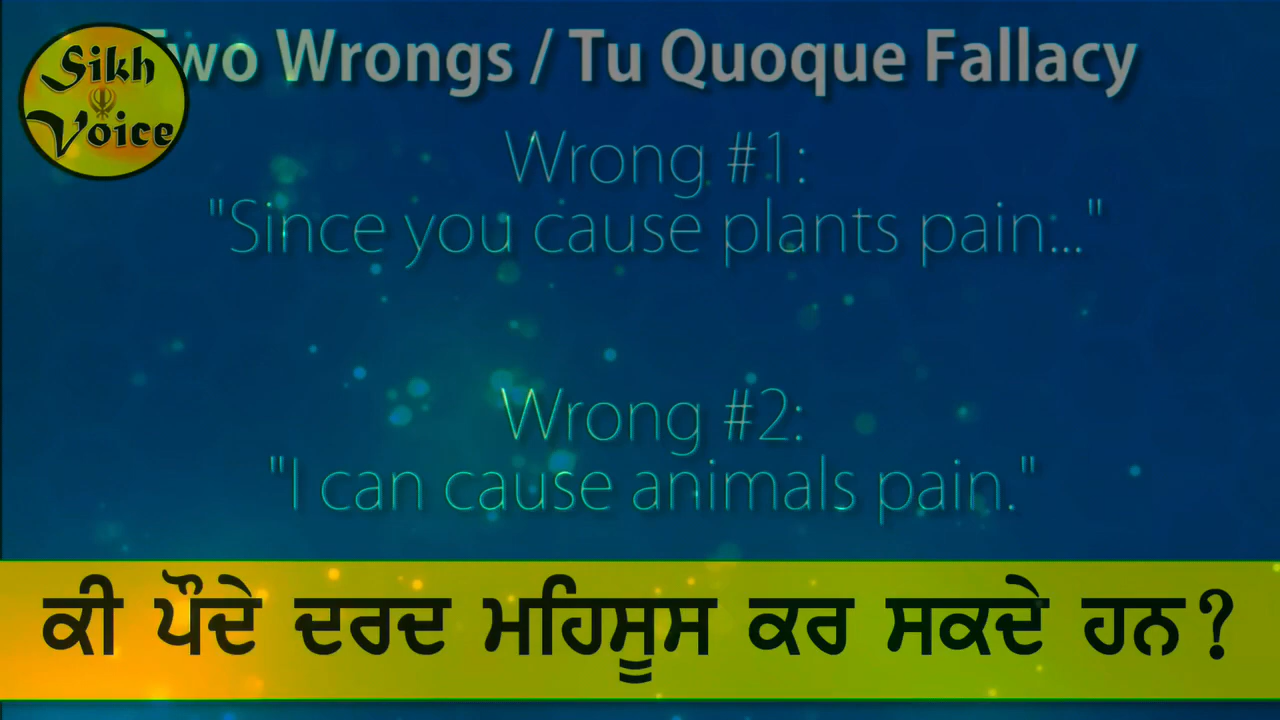 Sikh
Voice
Two Wrongs / Tu Quoque Fallacy
Wrong #1:
"Since you cause plants pain:..."
Wrong #2:
"I can cause animals pain."
ਕੀ ਪੌਦੇ ਦਰਦ ਮਹਿਸੂਸ ਕਰ ਸਕਦੇ ਹਨ?